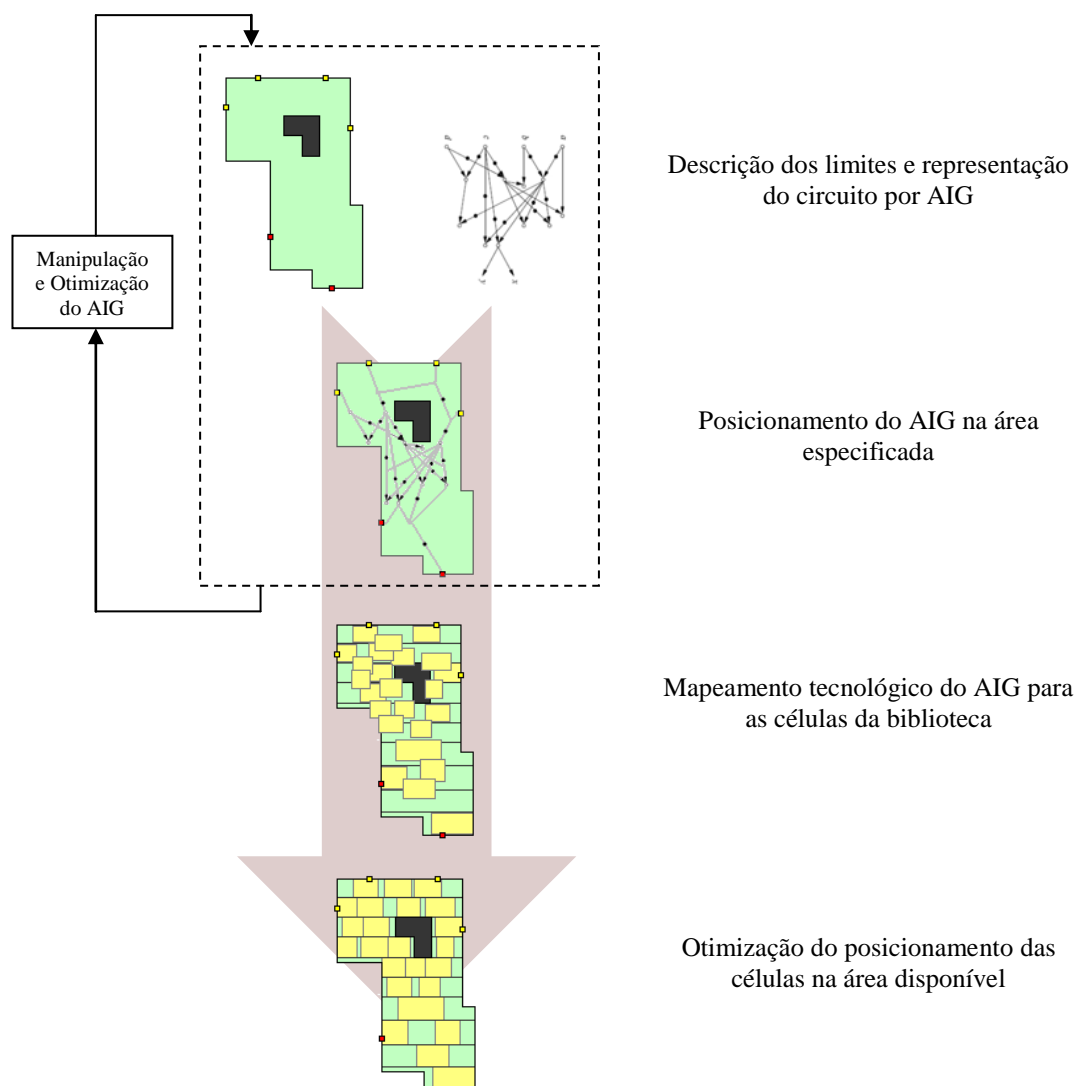 Descrição dos limites e representação
do circuito por AIG
Manipulação
e Otimização
do AIG
Posicionamento do AIG na área
especificada
Mapeamento tecnológico do AIG para
as células da biblioteca
Otimização do posicionamento das
células na área disponível